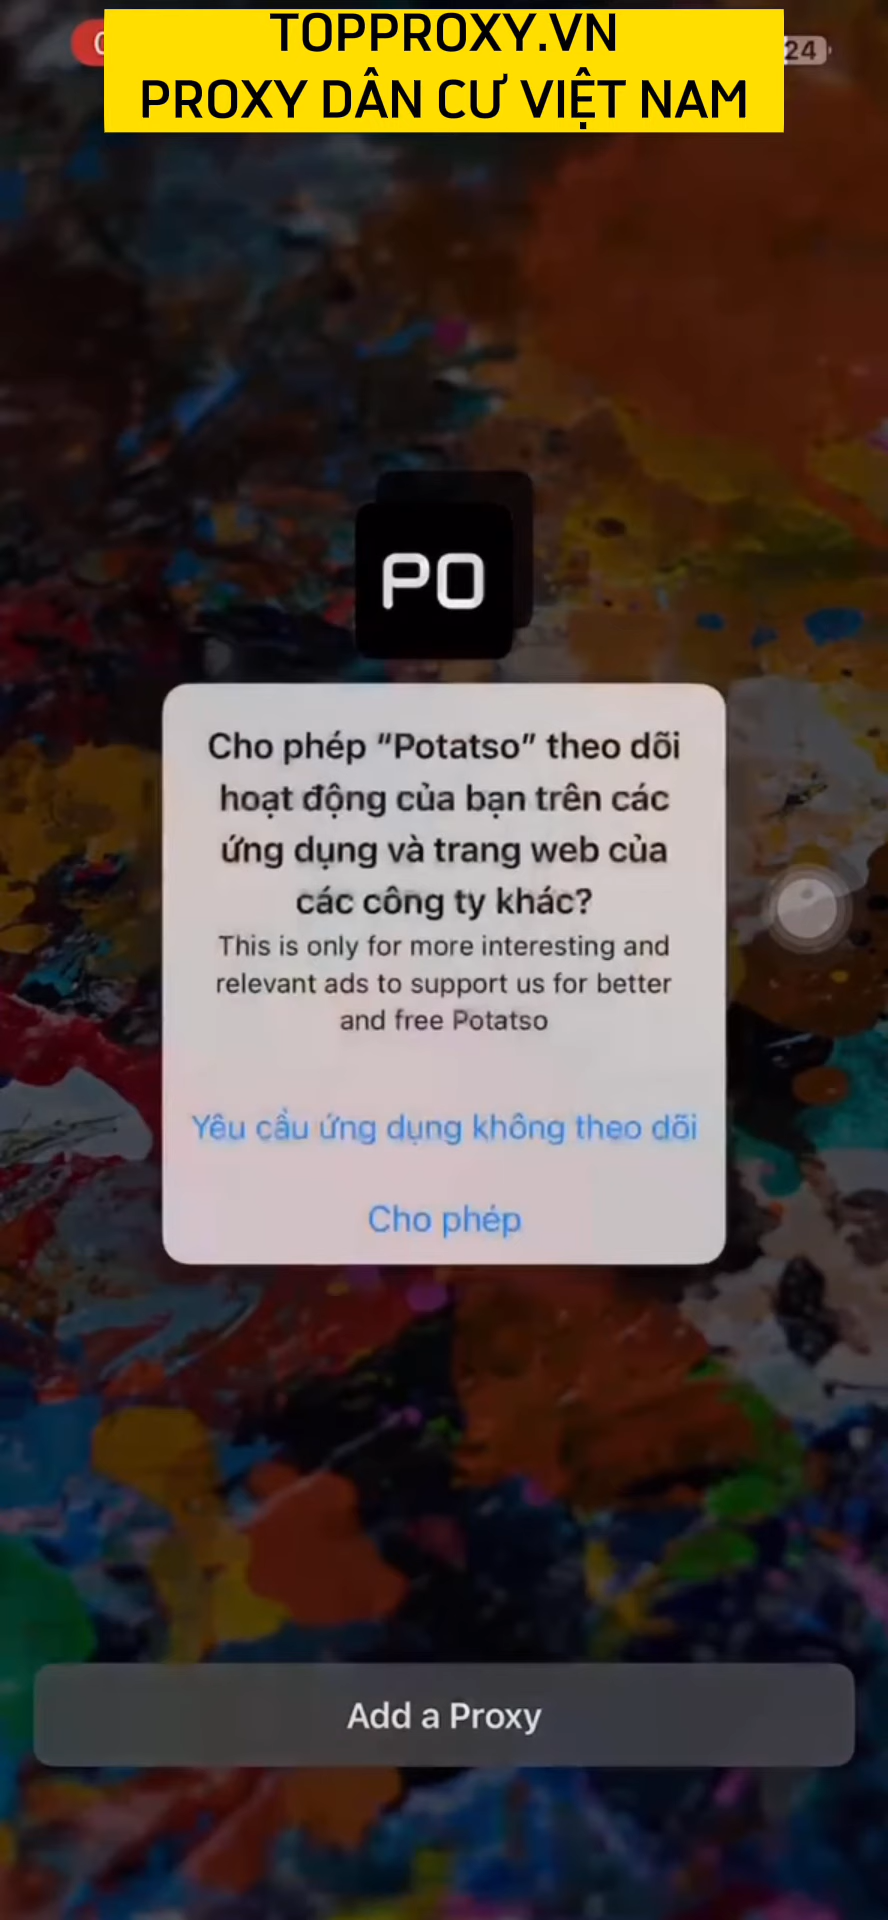 TOPPROXY.VN
PROXY DÂN CƯ VIỆT NAM
24
PO
Cho phép “Potatso” theo dõi
hoạt động của bạn trên các
ứng dụng và trang web của
các công ty khác?
This is only for more interesting and
relevant ads to support us for better
and free Potatso
Yêu cầu ứng dụng không theo dõi
Cho phép
Add a Proxy